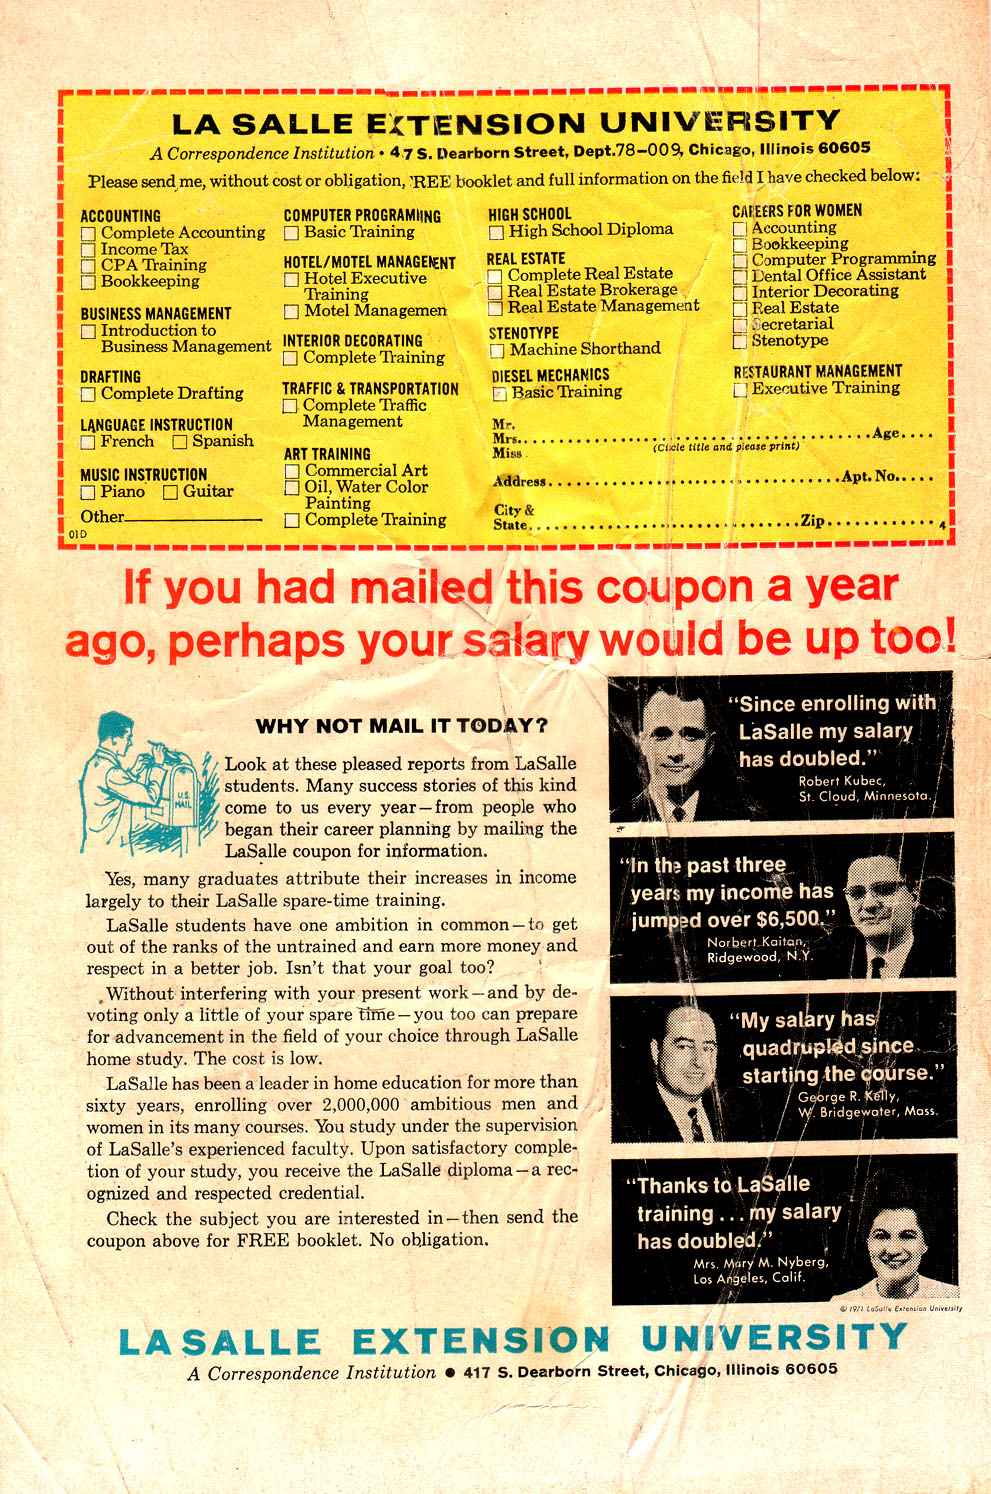 LA SALLE EXTENSION UNIVERSITY
A Correspondence Institution • 417 S. Dearborn Street, Dept. 78-009, Chicago, Illinois 60605
Please send me, without cost or obligation, FREE booklet and full information on the field I have checked below:
ACCOUNTING
Complete Accounting
Income Tax
CPA Training
Bookkeeping
BUSINESS MANAGEMENT
Introduction to
Business Management
DRAFTING
Complete Drafting
LANGUAGE INSTRUCTION
French Spanish
MUSIC INSTRUCTION
Piano Guitar
Other
01D
COMPUTER PROGRAMMING
Basic Training
HOTEL/MOTEL MANAGEMENT
Hotel Executive
Training
Motel Management
INTERIOR DECORATING
Complete Training
TRAFFIC & TRANSPORTATION
Complete Traffic
Management
ART TRAINING
Commercial Art
Oil, Water Color
Painting
Complete Training
HIGH SCHOOL
High School Diploma
REAL ESTATE
Complete Real Estate
Real Estate Brokerage
Real Estate Management
STENOTYPE
Machine Shorthand
DIESEL MECHANICS
Basic Training
CAREERS FOR WOMEN
Accounting
Bookkeeping
Computer Programming
Dental Office Assistant
Interior Decorating
Real Estate
Secretarial
Stenotype
RESTAURANT MANAGEMENT
Executive Training
Mr.
Mrs. Age
Miss (Circle title and please print)
Address Apt. No.
City &
State Zip 4
If you had mailed this coupon a year
ago, perhaps your salary would be up too!
WHY NOT MAIL IT TODAY?
U.S.
MAIL
Look at these pleased reports from LaSalle
students. Many success stories of this kind
come to us every year—from people who
began their career planning by mailing the
LaSalle coupon for information.
Yes, many graduates attribute their increases in income
largely to their LaSalle spare-time training.
LaSalle students have one ambition in common—to get
out of the ranks of the untrained and earn more money and
respect in a better job. Isn't that your goal too?
Without interfering with your present work—and by de-
voting only a little of your spare time—you too can prepare
for advancement in the field of your choice through LaSalle
home study. The cost is low.
LaSalle has been a leader in home education for more than
sixty years, enrolling over 2,000,000 ambitious men and
women in its many courses. You study under the supervision
of LaSalle's experienced faculty. Upon satisfactory comple-
tion of your study, you receive the LaSalle diploma—a rec-
ognized and respected credential.
Check the subject you are interested in—then send the
coupon above for FREE booklet. No obligation.
"Since enrolling with
LaSalle my salary
has doubled."
Robert Kubec,
St. Cloud, Minnesota.
"In the past three
years my income has
jumped over $6,500."
Norbert Kaitan,
Ridgewood, N.Y.
"My salary has
quadrupled since
starting the course."
George R. Kelly,
W. Bridgewater, Mass.
"Thanks to LaSalle
training ... my salary
has doubled."
Mrs. Mary M. Nyberg,
Los Angeles, Calif.
© 1971 LaSalle Extension University
LA SALLE EXTENSION UNIVERSITY
A Correspondence Institution • 417 S. Dearborn Street, Chicago, Illinois 60605